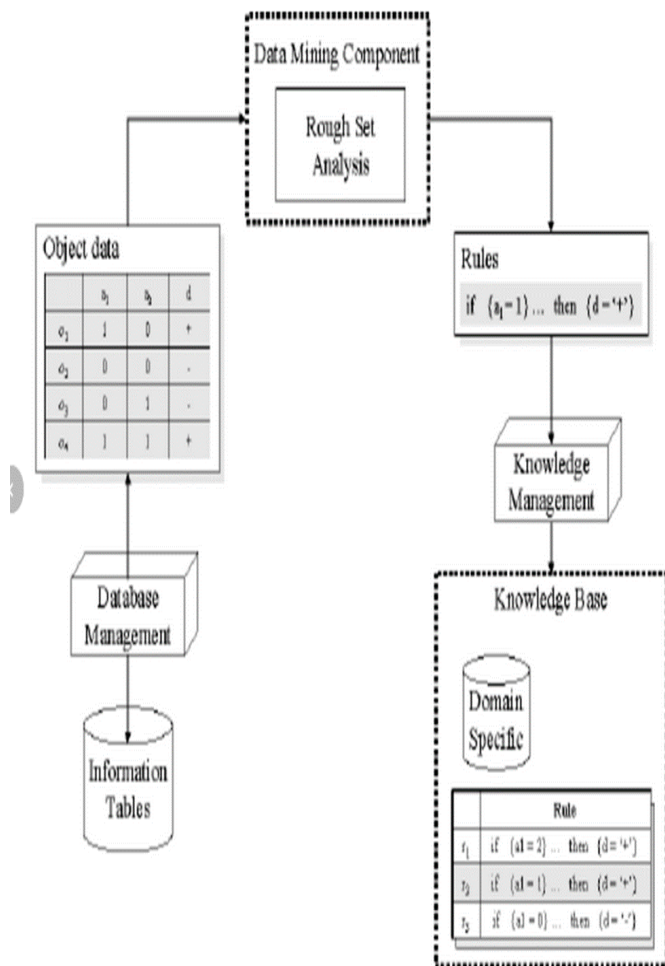 Data Mining Component
Rough Set
Analysis
Object data
a₁ a₂ d
o₁ 1 0 +
o₂ 0 0 -
o₃ 0 1 -
o₄ 1 1 +
Rules
if (a₁ = 1) ... then (d = '+')
Knowledge
Management
Database
Management
Information
Tables
Knowledge Base
Domain
Specific
Rule
r₁ if (a1 = 2) ... then (d = '+')
r₂ if (a1 = 1) ... then (d = '+')
r₃ if (a1 = 0) ... then (d = '-')